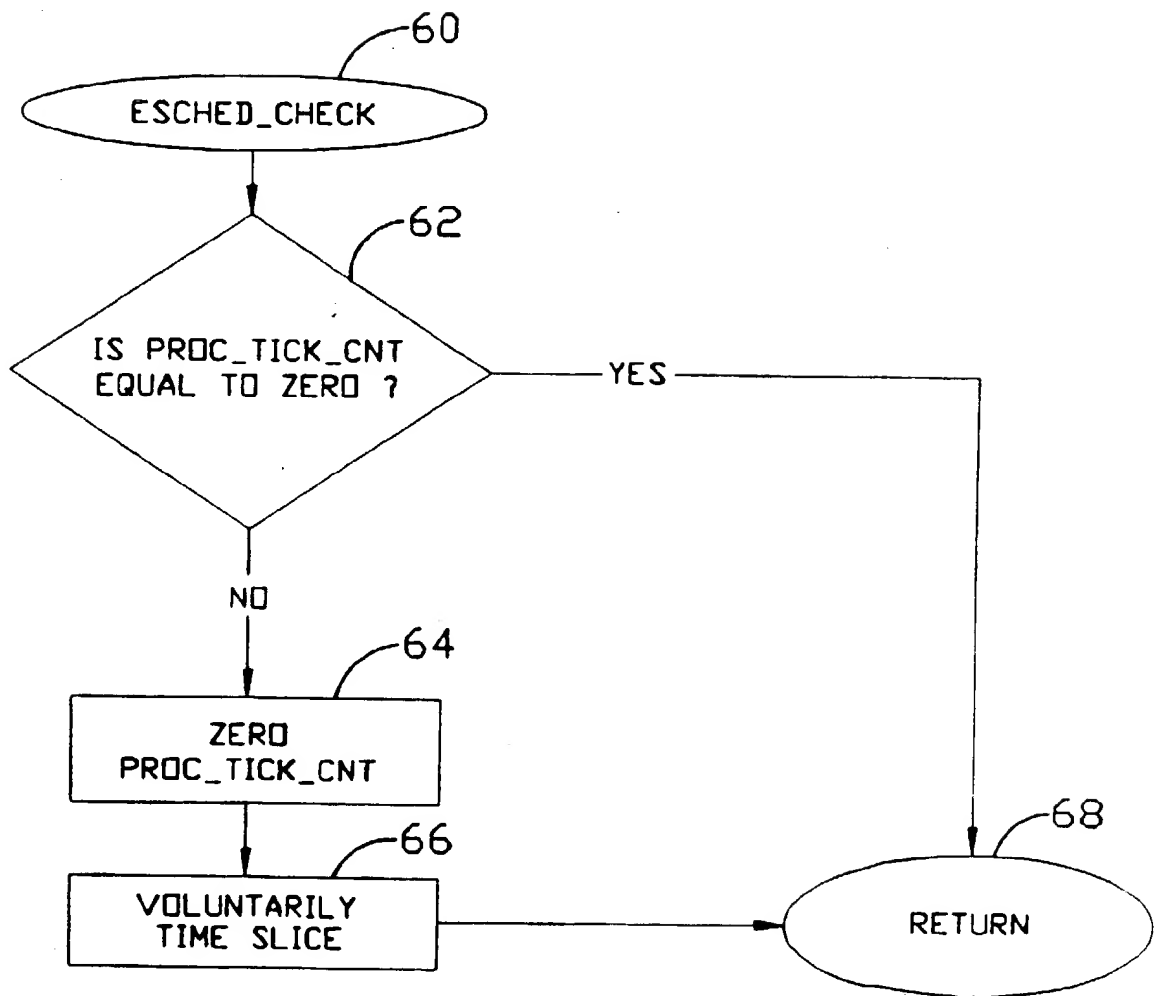 60
ESCHED_CHECK
62
IS PROC_TICK_CNT
EQUAL TO ZERO ?
YES
NO
64
ZERO
PROC_TICK_CNT
66
VOLUNTARILY
TIME SLICE
68
RETURN